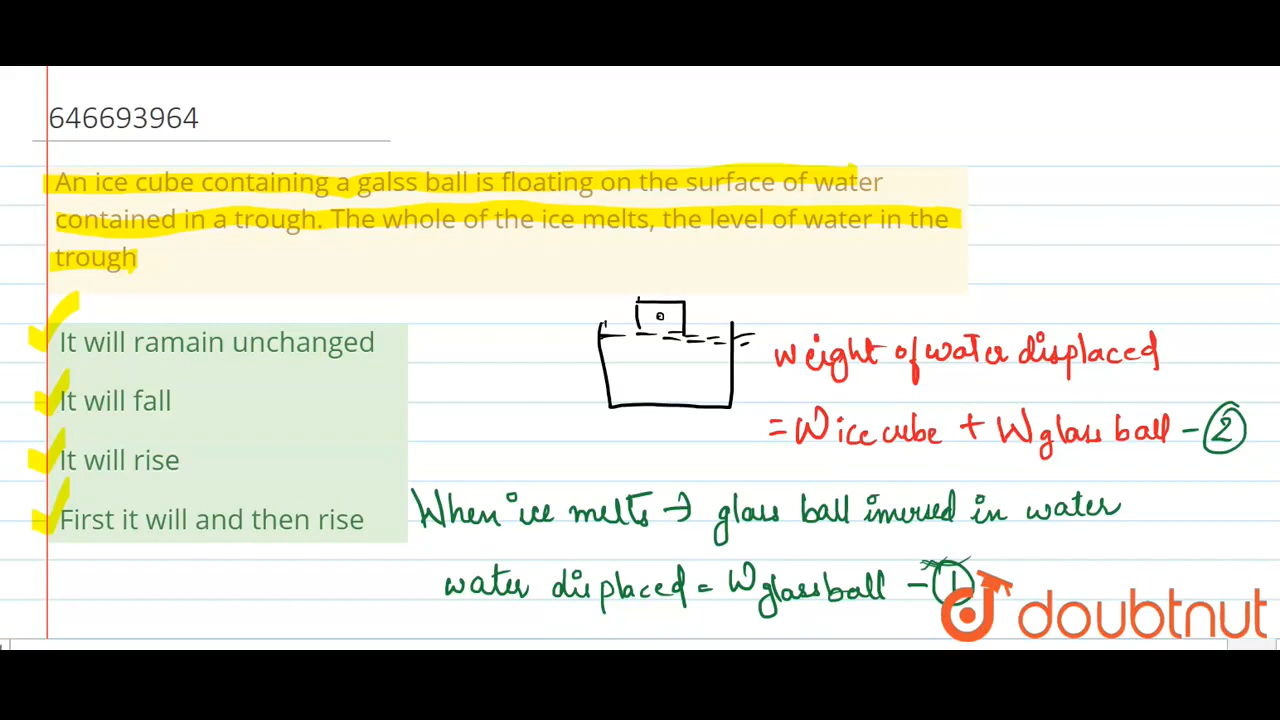 646693964
An ice cube containing a galss ball is floating on the surface of water
contained in a trough. The whole of the ice melts, the level of water in the
trough
It will ramain unchanged
It will fall
It will rise
First it will and then rise
weight of water displaced
= W ice cube + W glass ball - 2
When ice melts → glass ball imersed in water
water displaced = W glass ball - 1
doubtnut